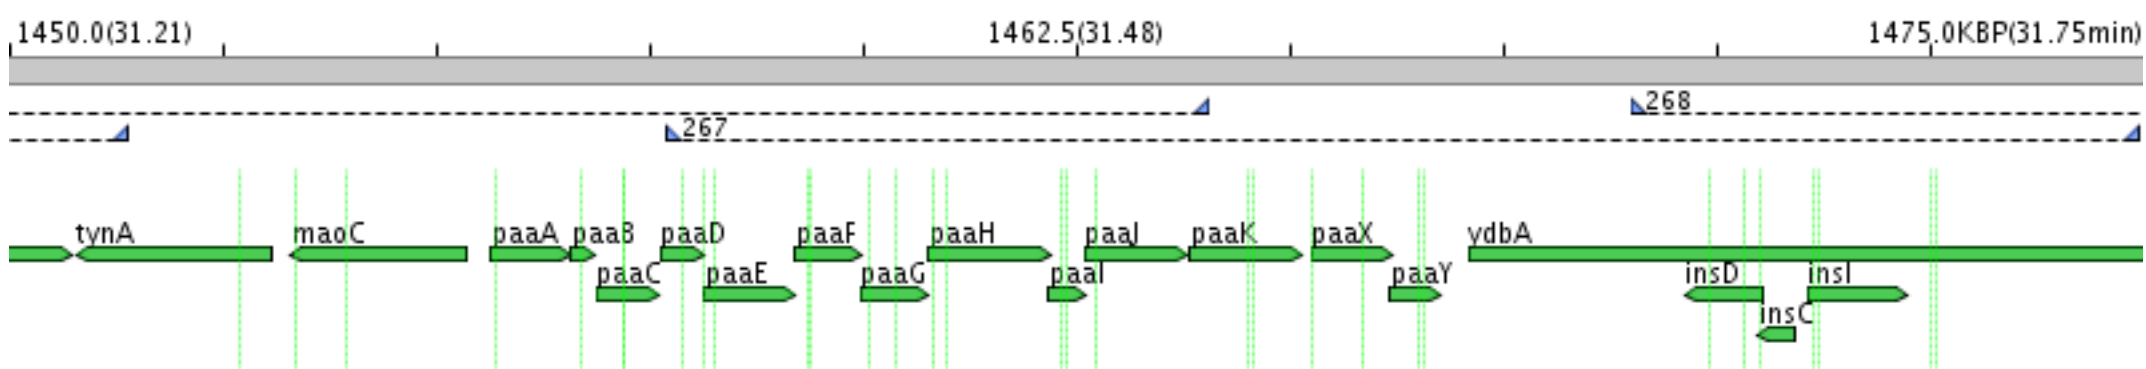 1450.0(31.21) 1462.5(31.48) 1475.0KBP(31.75min)
268
267
tynA maoC paaA paaB paaD paaF paaH paaJ paaK paaX ydbA
paaC paaE paaG paaI paaY insD insI
insC